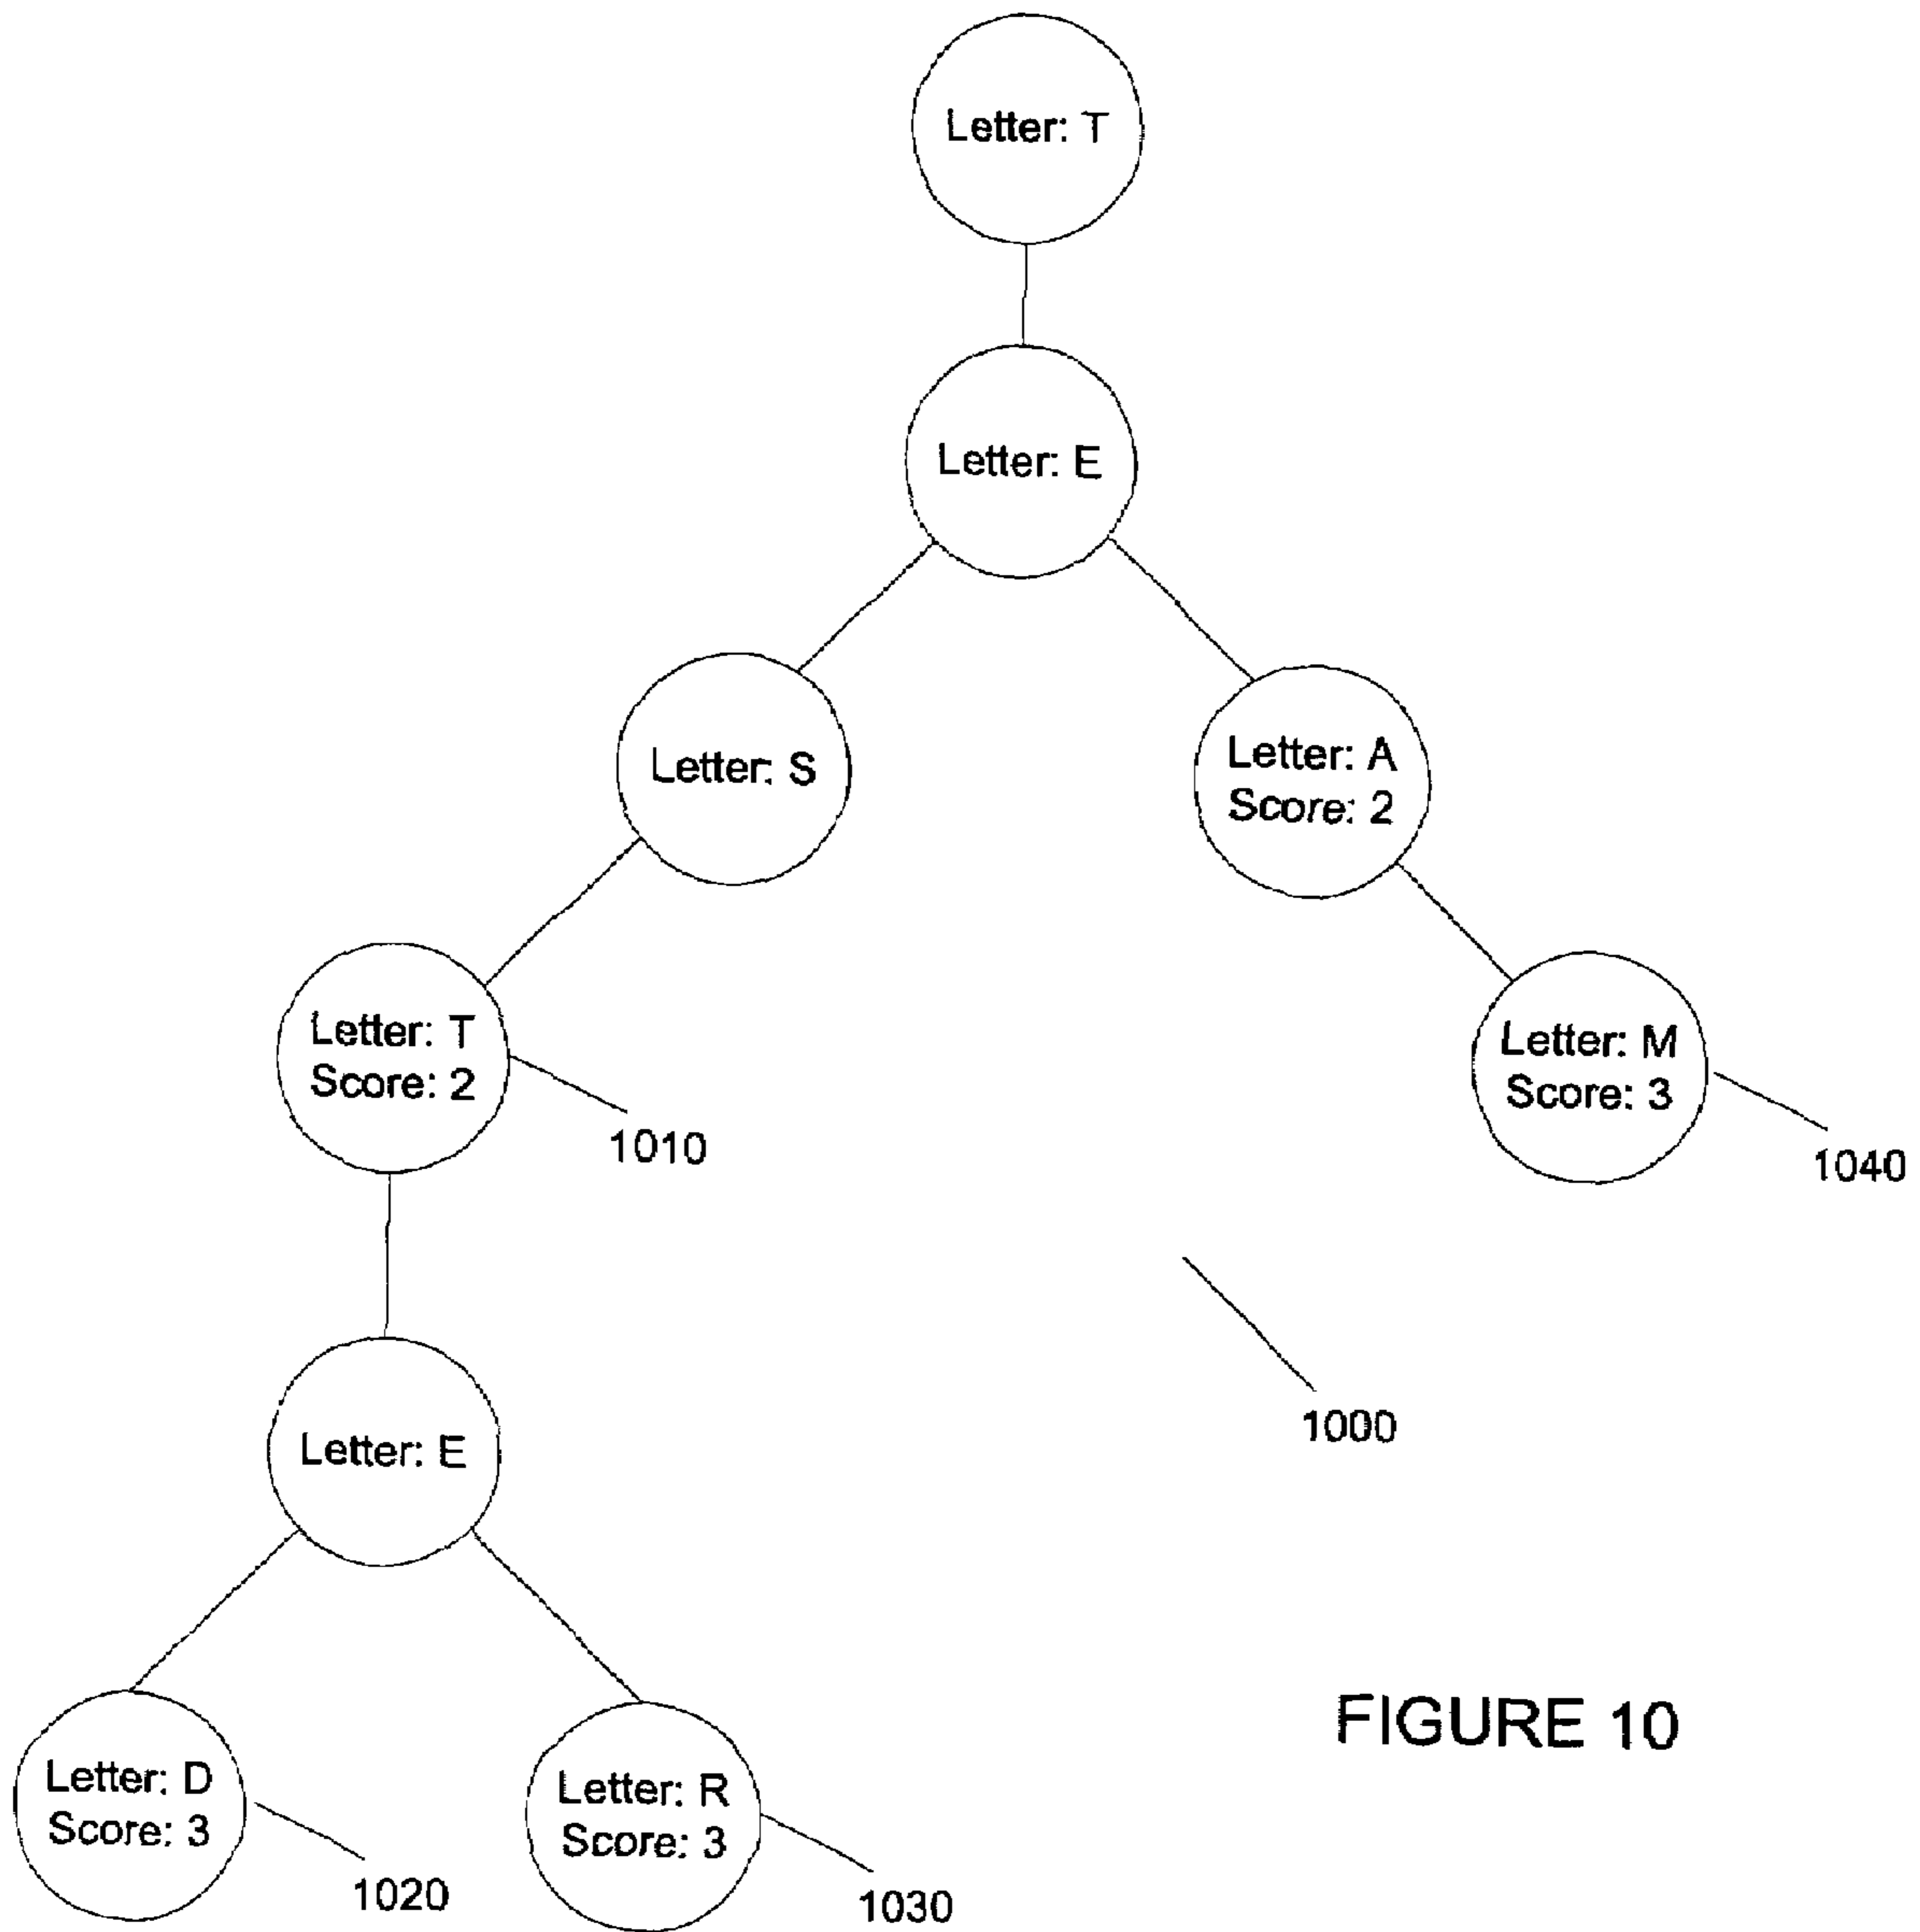 Letter: T
Letter: E
Letter: S
Letter: A
Score: 2
Letter: T
Score: 2
1010
Letter: M
Score: 3
1040
1000
Letter: E
Letter: D
Score: 3
1020
Letter: R
Score: 3
1030
FIGURE 10